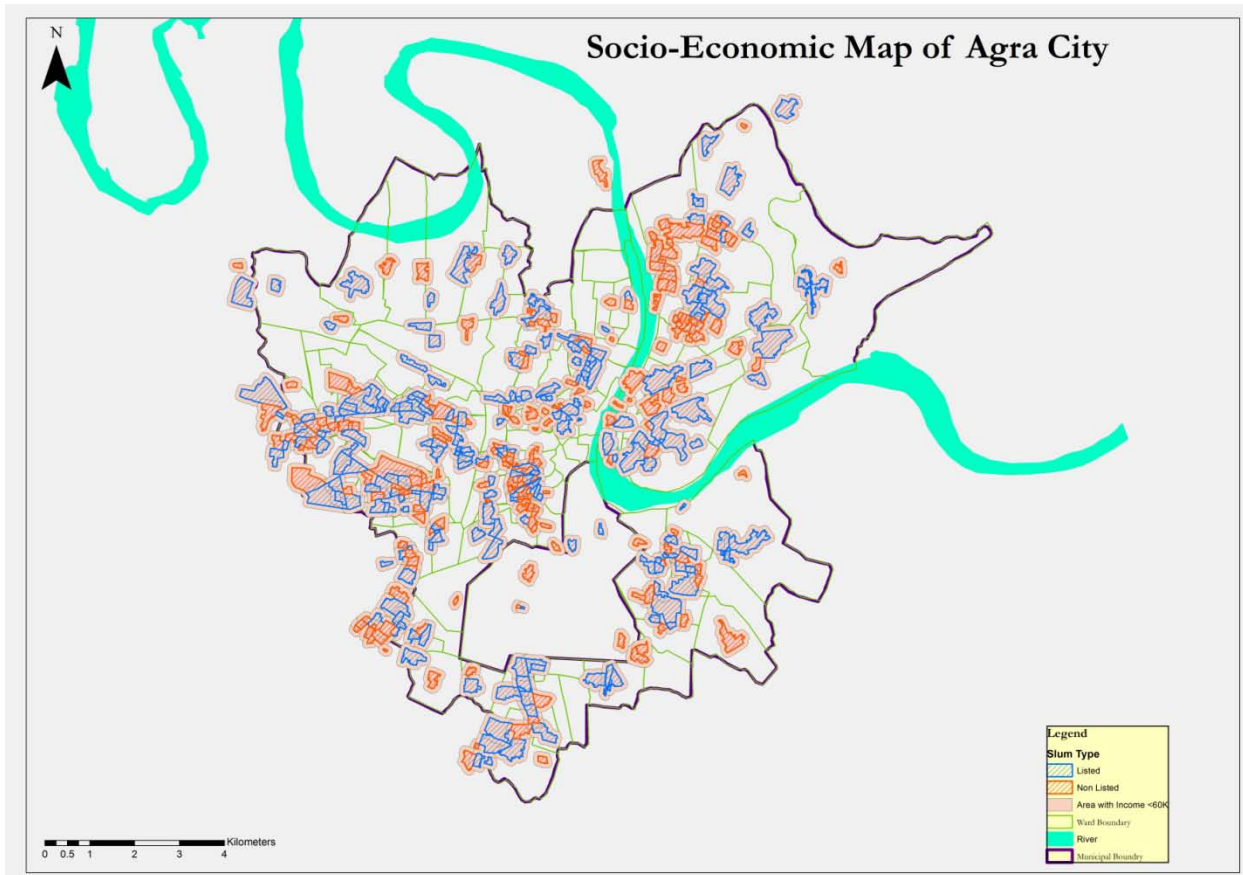 Socio-Economic Map of Agra City
N
Legend
Slum Type
Listed
Non Listed
Area with Income <60K
Ward Boundary
River
Municipal Boundry
Kilometers
0 0.5 1 2 3 4